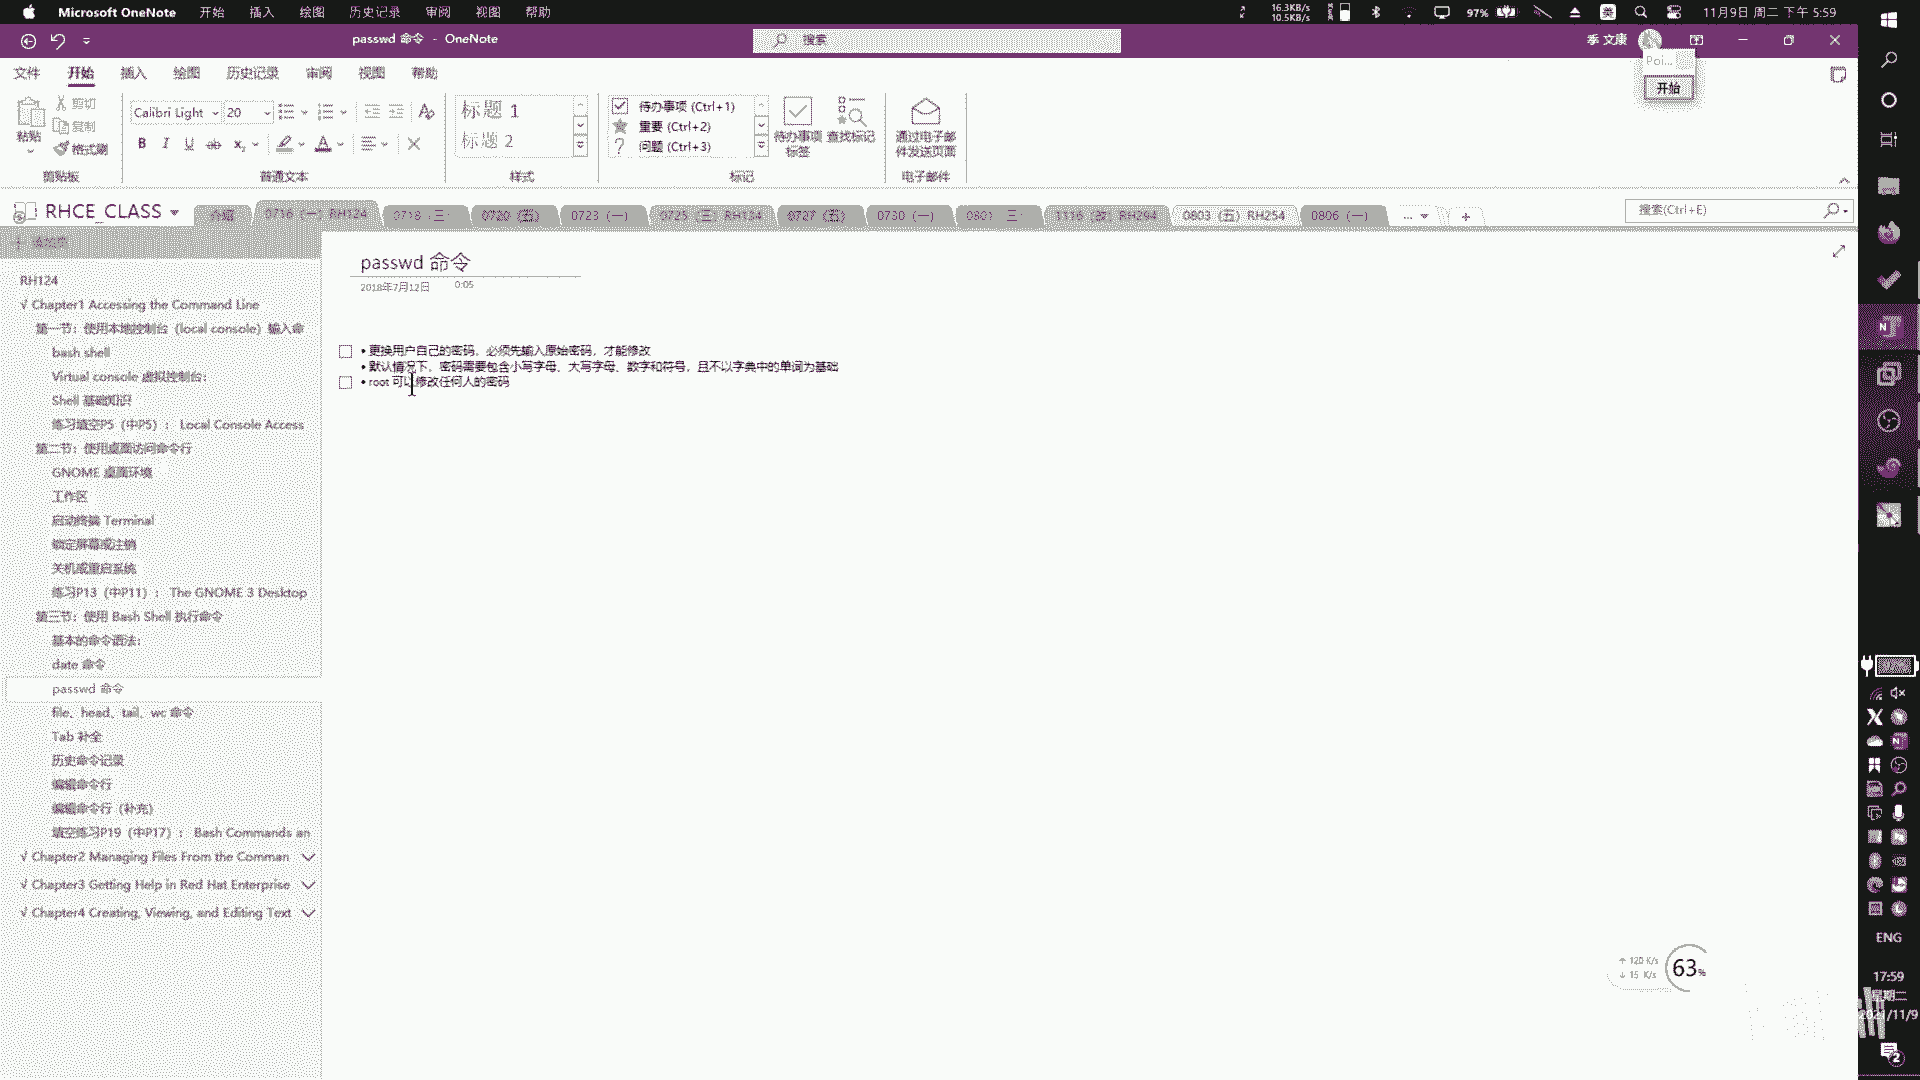 Microsoft OneNote 开始 插入 绘图 历史记录 审阅 视图 帮助
16.3KB/s
10.5KB/s
97%
英
11月9日 周二 下午 5:59
passwd 命令 - OneNote
搜索
季 文康
文件 开始 插入 绘图 历史记录 审阅 视图 帮助
Poi...
开始
粘贴
剪切
复制
格式刷
剪贴板
Calibri Light 20
B I U ab
普通文本
标题 1
标题 2
样式
待办事项 (Ctrl+1)
重要 (Ctrl+2)
问题 (Ctrl+3)
待办事项
标签
查找标记
标记
通过电子邮
件发送页面
电子邮件
RHCE_CLASS
介绍 0716 (一) RH124 0718 (三) 0720 (五) 0723 (一) 0725 (三) RH134 0727 (五) 0730 (一) 0801 (三) 0803 (五) RH254 0806 (一) ... +
搜索(Ctrl+E)
RH124
√ Chapter1 Accessing the Command Line
第一节：使用本地控制台（local console）输入命
bash shell
Virtual console 虚拟控制台:
Shell 基础知识
练习填空P5（中P5）： Local Console Access
第二节：使用桌面访问命令行
GNOME 桌面环境
工作区
启动终端 Terminal
锁定屏幕或注销
关机或重启系统
练习P13（中P11）： The GNOME 3 Desktop
第三节：使用 Bash Shell 执行命令
基本的命令语法:
date 命令
passwd 命令
file、head、tail、wc 命令
Tab 补全
历史命令记录
编辑命令行
编辑命令行（补充）
填空练习P19（中P17）： Bash Commands an
√ Chapter2 Managing Files From the Comman
√ Chapter3 Getting Help in Red Hat Enterprise
√ Chapter4 Creating, Viewing, and Editing Text
passwd 命令
2018年7月12日 0:05
• 更换用户自己的密码，必须先输入原始密码，才能修改
• 默认情况下，密码需要包含小写字母、大写字母、数字和符号，且不以字典中的单词为基础
• root 可以修改任何人的密码
↑ 120 K/s
↓ 15 K/s
63%
ENG
17:59
星期二
2021/11/9
2